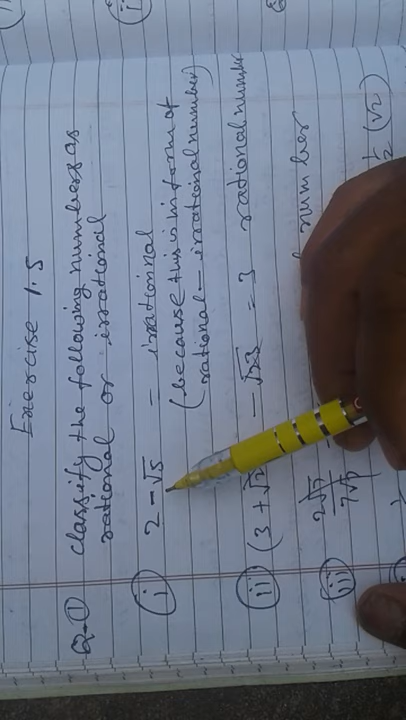 Exercise 1.5
Q-① classify the following numbers as
rational or irrational
(i) 2-√5 - irrational
(because this is in form of
rational - irrational number)
(ii) (3+√2 - √23 = 3 rational number
(iii) 2√7
7√7
number
(√2)